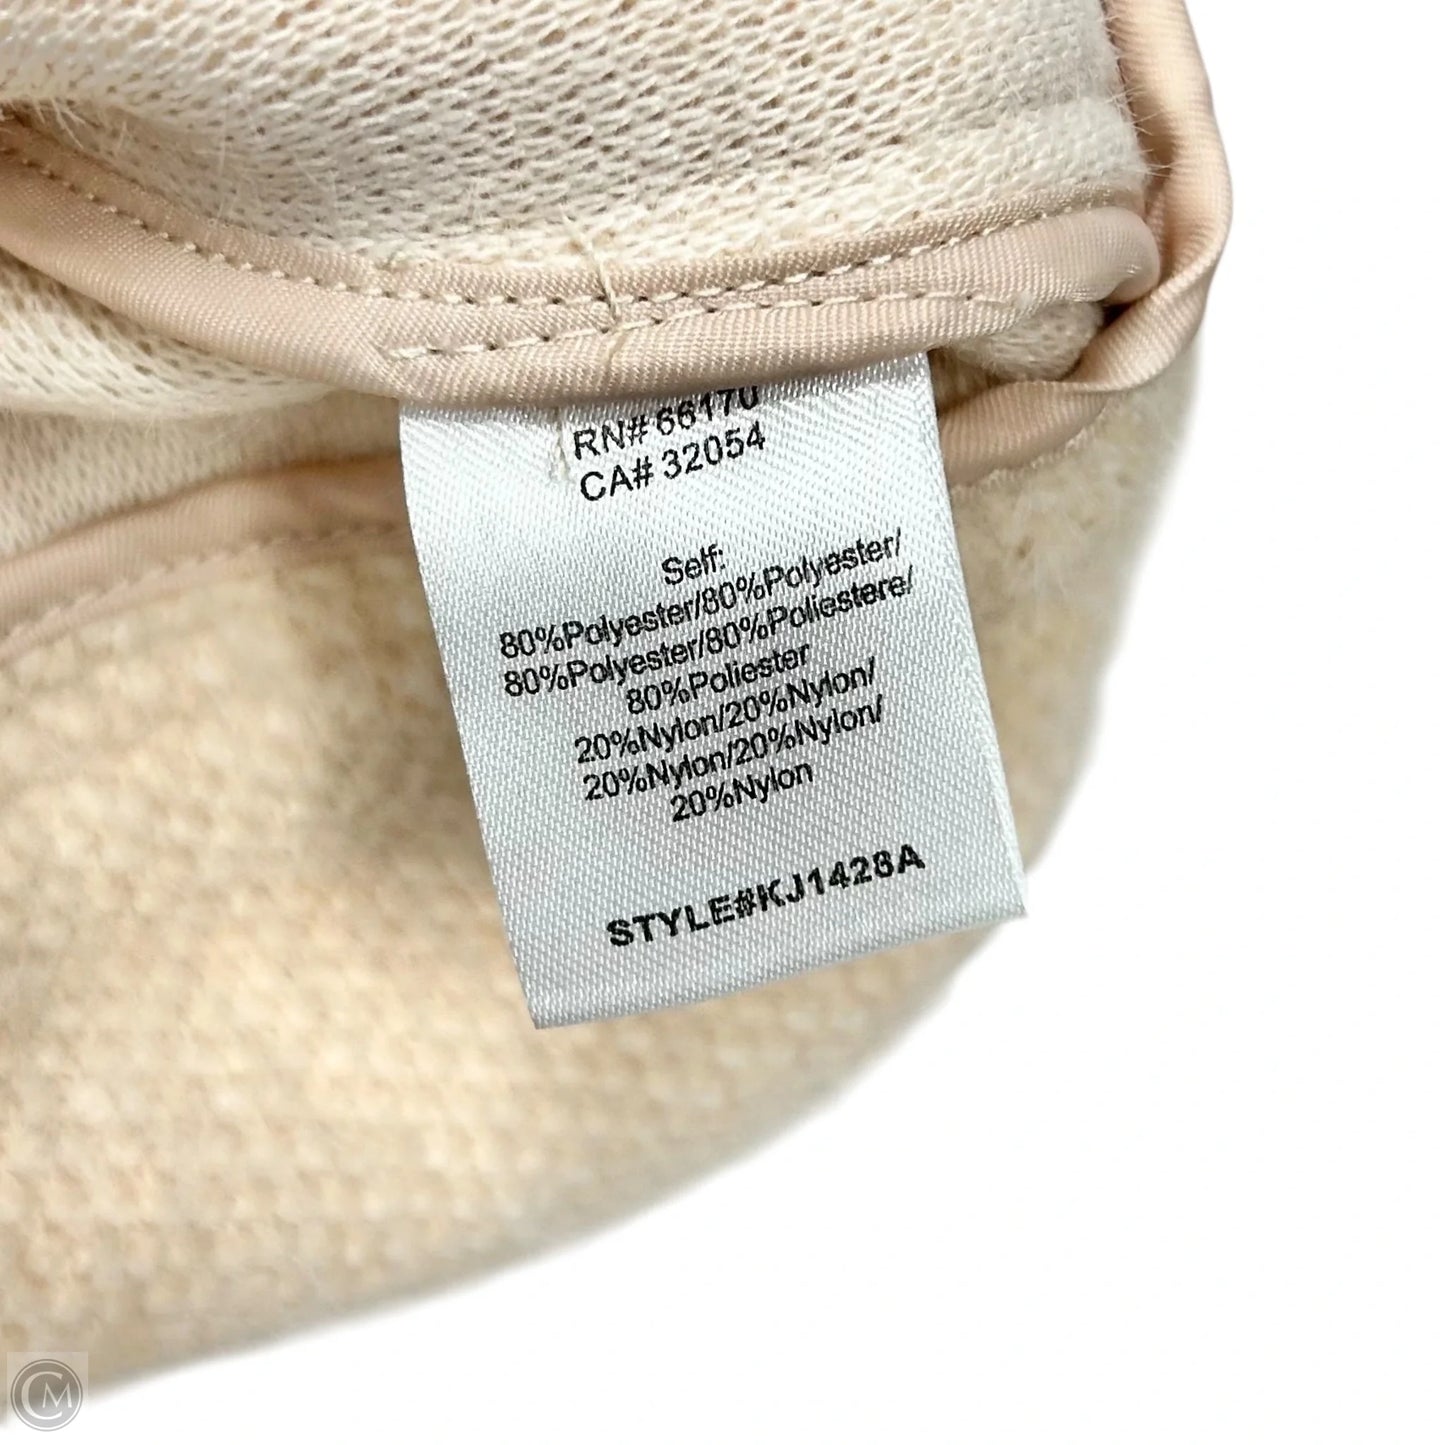 RN# 66170
CA# 32054
Self:
80%Polyester/80%Polyester/
80%Polyester/80%Poliestere/
80%Poliester
20%Nylon/20%Nylon/
20%Nylon/20%Nylon/
20%Nylon
STYLE#KJ1428A
CM